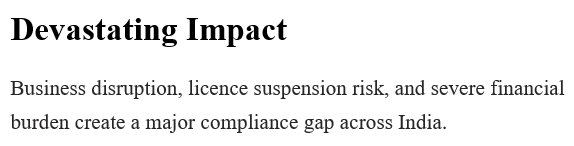 Devastating Impact
Business disruption, licence suspension risk, and severe financial
burden create a major compliance gap across India.